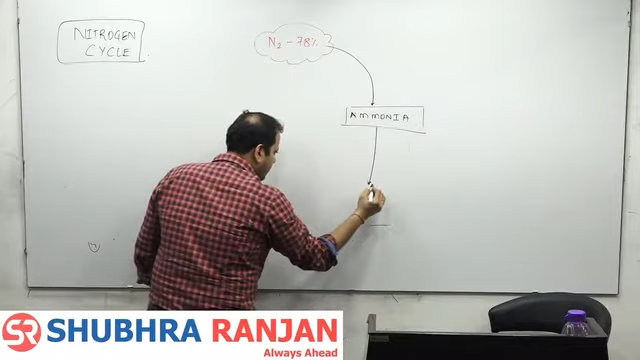 NITROGEN
CYCLE
N2 - 78%
AMMONIA
SR SHUBHRA RANJAN
Always Ahead